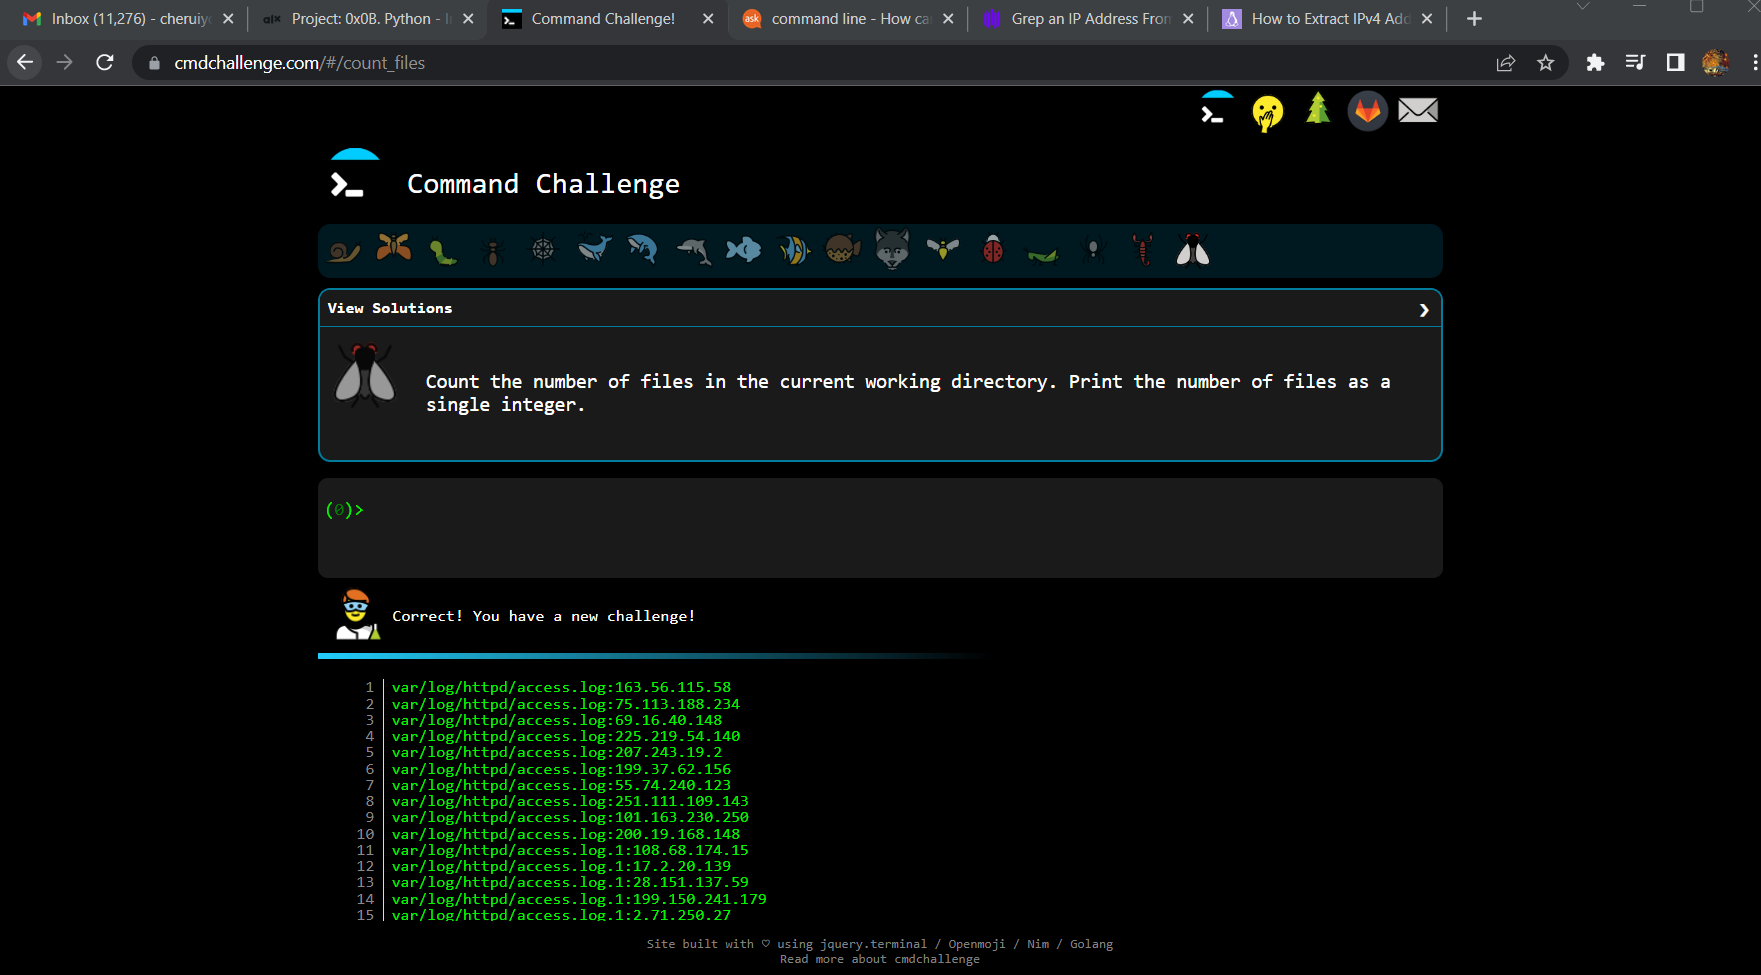 Inbox (11,276) - cheruiy
alx Project: 0x0B. Python - I
Command Challenge!
ask command line - How ca
Grep an IP Address Fron
How to Extract IPv4 Add
cmdchallenge.com/#/count_files
Command Challenge
View Solutions
Count the number of files in the current working directory. Print the number of files as a
single integer.
(0)>
Correct! You have a new challenge!
1 var/log/httpd/access.log:163.56.115.58
2 var/log/httpd/access.log:75.113.188.234
3 var/log/httpd/access.log:69.16.40.148
4 var/log/httpd/access.log:225.219.54.140
5 var/log/httpd/access.log:207.243.19.2
6 var/log/httpd/access.log:199.37.62.156
7 var/log/httpd/access.log:55.74.240.123
8 var/log/httpd/access.log:251.111.109.143
9 var/log/httpd/access.log:101.163.230.250
10 var/log/httpd/access.log:200.19.168.148
11 var/log/httpd/access.log.1:108.68.174.15
12 var/log/httpd/access.log.1:17.2.20.139
13 var/log/httpd/access.log.1:28.151.137.59
14 var/log/httpd/access.log.1:199.150.241.179
15 var/log/httpd/access.log.1:2.71.250.27
Site built with ♡ using jquery.terminal / Openmoji / Nim / Golang
Read more about cmdchallenge